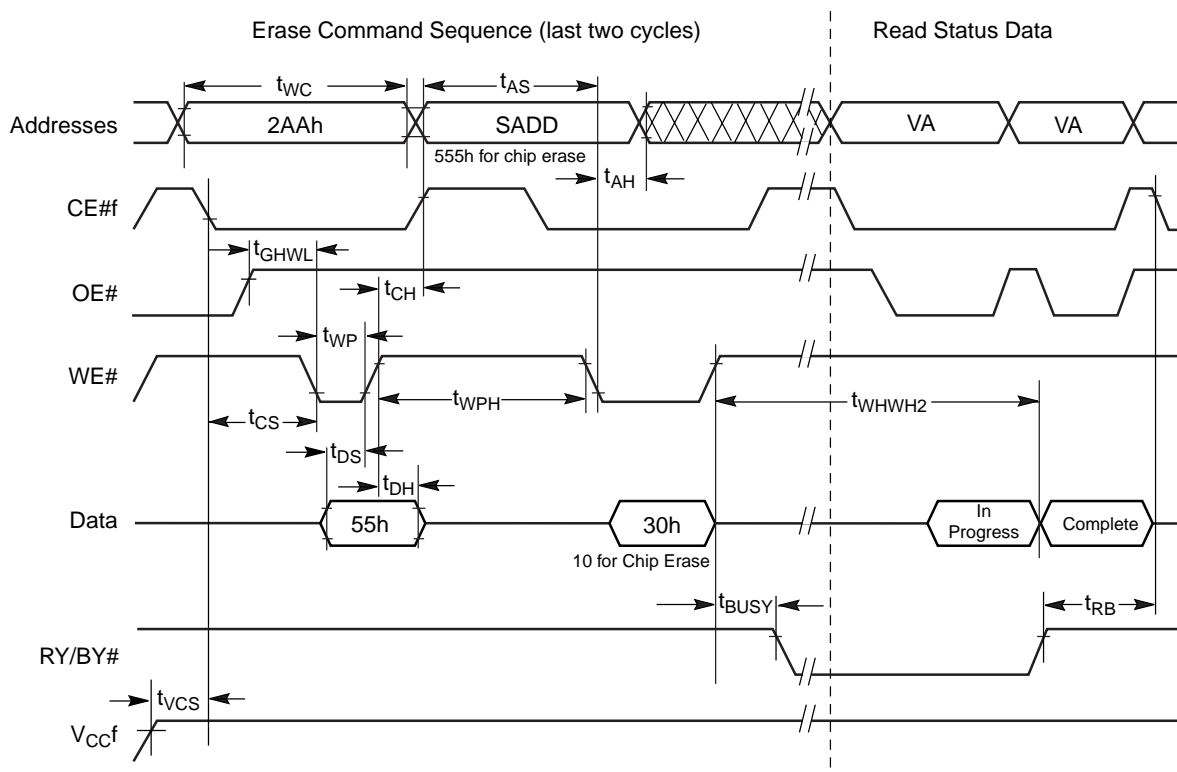 Erase Command Sequence (last two cycles)
Read Status Data
tWC
tAS
Addresses
2AAh
SADD
VA
VA
555h for chip erase
tAH
CE#f
tGHWL
OE#
tCH
tWP
WE#
tWPH
tWHWH2
tCS
tDS
tDH
Data
55h
30h
In
Progress
Complete
10 for Chip Erase
tBUSY
tRB
RY/BY#
tVCS
VCCf